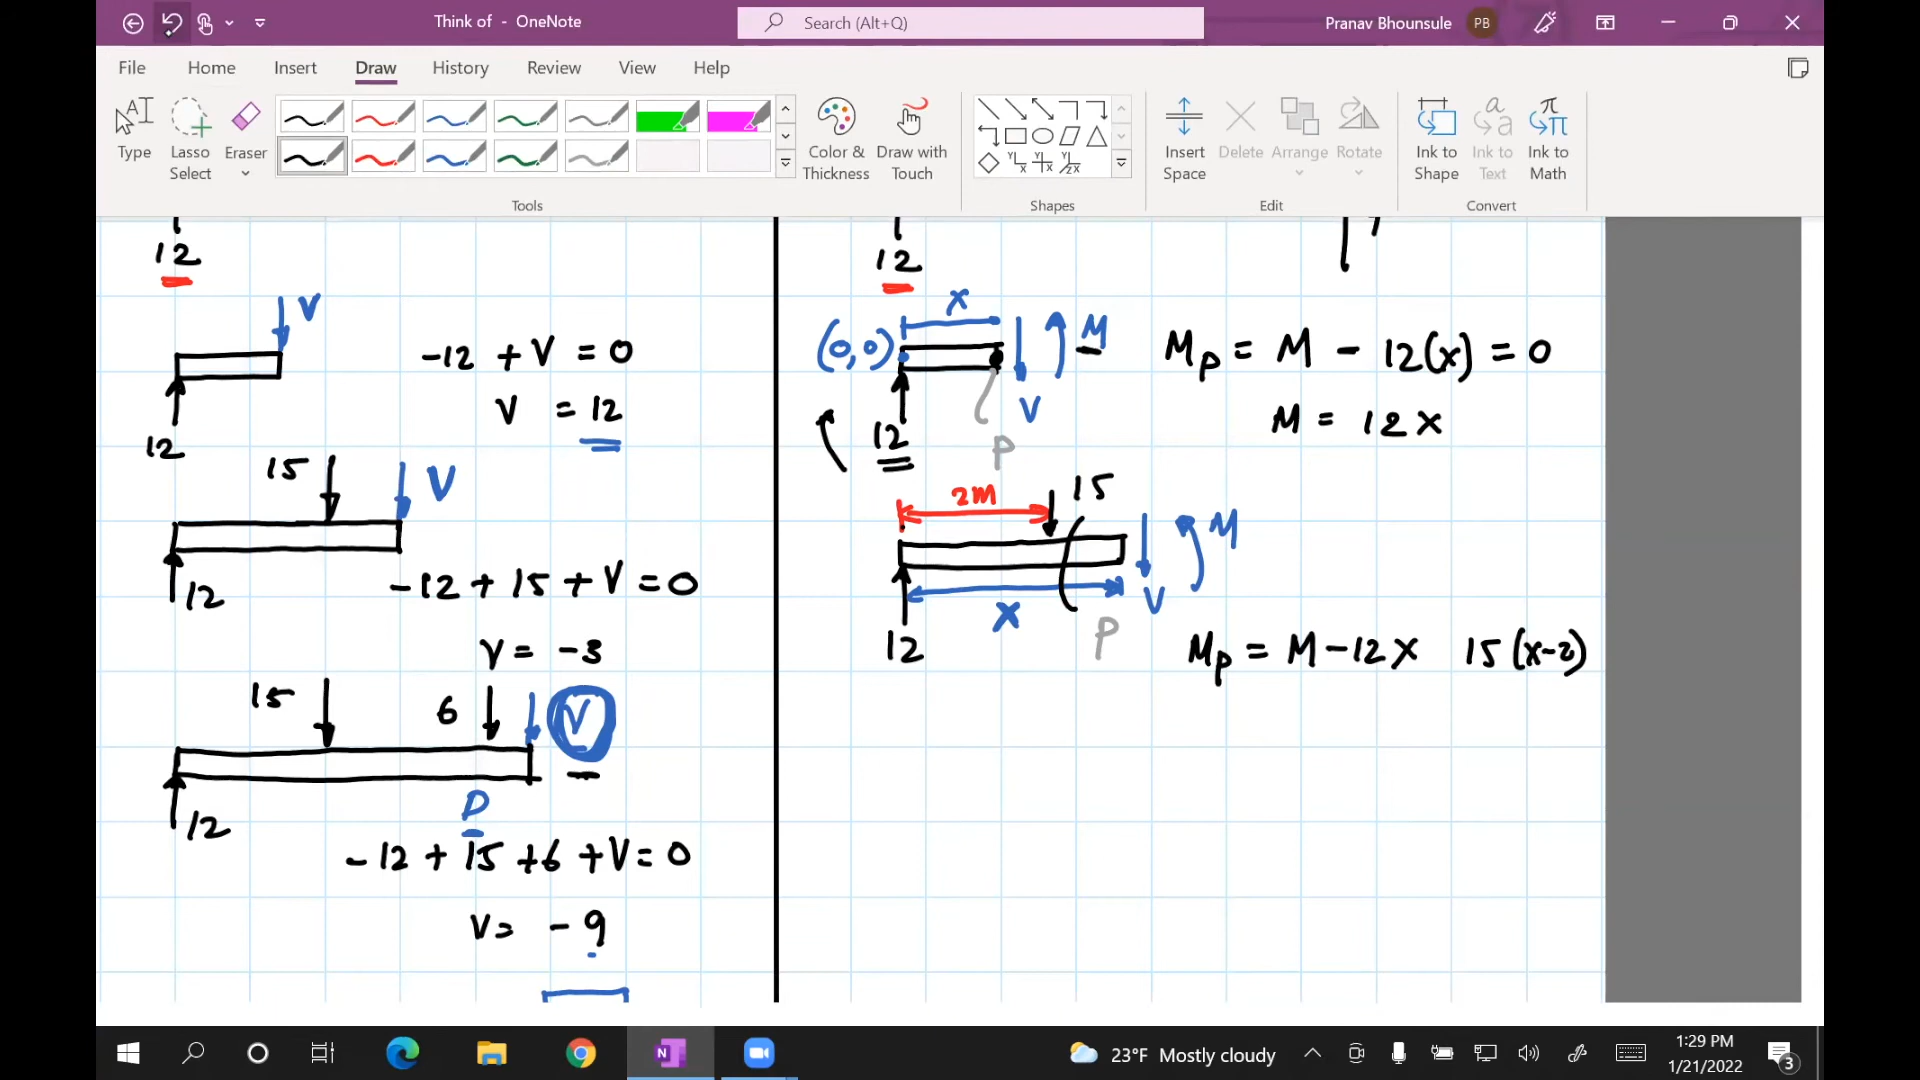 Think of - OneNote
Search (Alt+Q)
Pranav Bhounsule
PB
File Home Insert Draw History Review View Help
Type
Lasso Select
Eraser
Color & Thickness
Draw with Touch
Insert Space
Delete
Arrange
Rotate
Ink to Shape
Ink to Text
Ink to Math
Tools
Shapes
Edit
Convert
12
V
-12 + V = 0
V = 12
12
15
V
12
-12 + 15 + V = 0
V = -3
15
6
V
12
P
-12 + 15 + 6 + V = 0
V = -9
12
x
(0,0)
M
V
12
P
Mp = M - 12(x) = 0
M = 12x
2m
15
M
V
x
12
P
Mp = M - 12x 15(x-2)
23°F Mostly cloudy
1:29 PM
1/21/2022
3